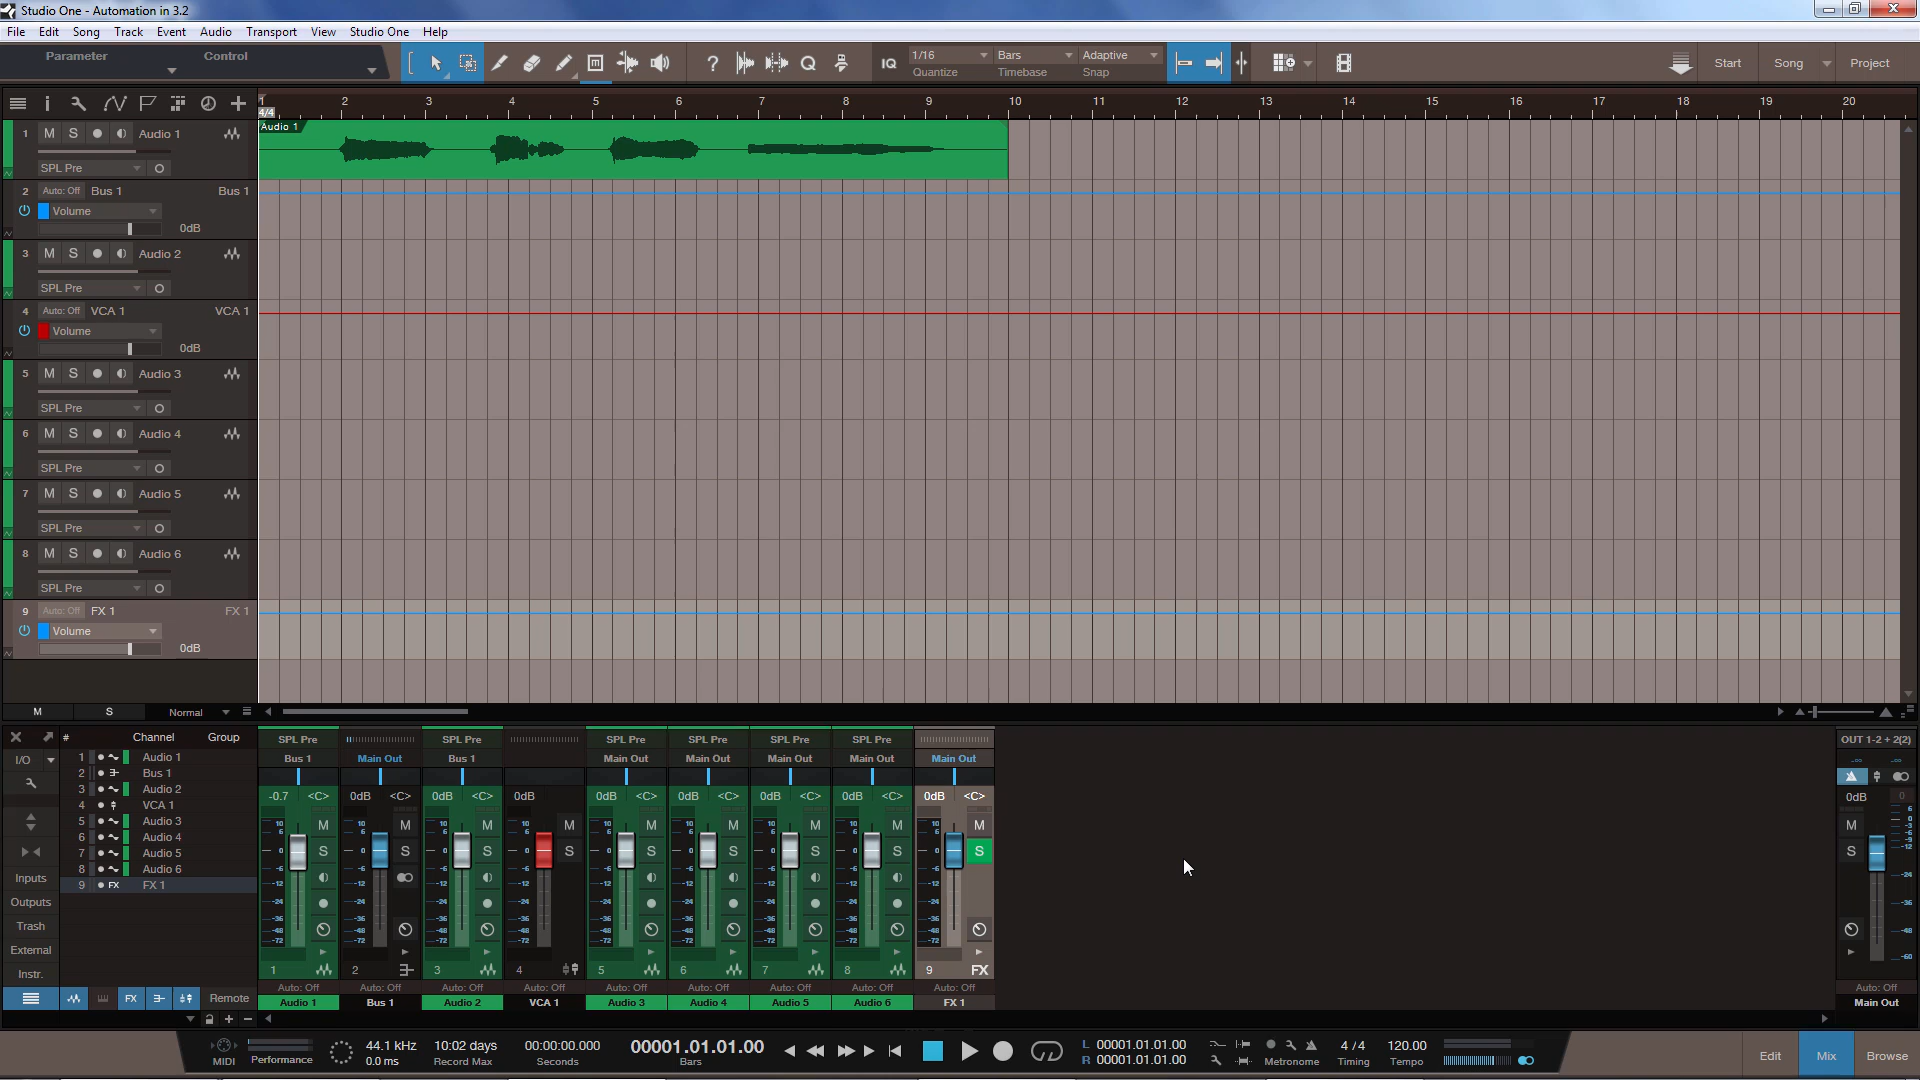 Studio One - Automation in 3.2
File Edit Song Track Event Audio Transport View Studio One Help
Parameter Control
IQ 1/16 Quantize Bars Timebase Adaptive Snap Start Song Project
1 2 3 4 5 6 7 8 9 10 11 12 13 14 15 16 17 18 19 20
4/4
1 M S Audio 1
SPL Pre
Audio 1
2 Auto: Off Bus 1 Bus 1
Volume
0dB
3 M S Audio 2
SPL Pre
4 Auto: Off VCA 1 VCA 1
Volume
0dB
5 M S Audio 3
SPL Pre
6 M S Audio 4
SPL Pre
7 M S Audio 5
SPL Pre
8 M S Audio 6
SPL Pre
9 Auto: Off FX 1 FX 1
Volume
0dB
M S Normal
# Channel Group
I/O
1 Audio 1
2 Bus 1
3 Audio 2
4 VCA 1
5 Audio 3
6 Audio 4
7 Audio 5
8 Audio 6
9 FX FX 1
Inputs
Outputs
Trash
External
Instr.
FX Remote
SPL Pre SPL Pre SPL Pre SPL Pre SPL Pre SPL Pre OUT 1-2 + 2(2)
Bus 1 Main Out Bus 1 Main Out Main Out Main Out Main Out Main Out
-0.7 <C> 0dB <C> 0dB <C> 0dB 0dB <C> 0dB <C> 0dB <C> 0dB <C> 0dB <C> 0dB
M M M M M M M M M M
S S S S S S S S S S
10 6 0 -6 -12 -24 -36 -48 -72
1 2 3 4 5 6 7 8 9 FX
Auto: Off Auto: Off Auto: Off Auto: Off Auto: Off Auto: Off Auto: Off Auto: Off Auto: Off Auto: Off
Audio 1 Bus 1 Audio 2 VCA 1 Audio 3 Audio 4 Audio 5 Audio 6 FX 1 Main Out
MIDI Performance
44.1 kHz
0.0 ms
10:02 days
Record Max
00:00:00.000
Seconds
00001.01.01.00
Bars
L 00001.01.01.00
R 00001.01.01.00
Metronome
4 / 4
Timing
120.00
Tempo
Edit Mix Browse